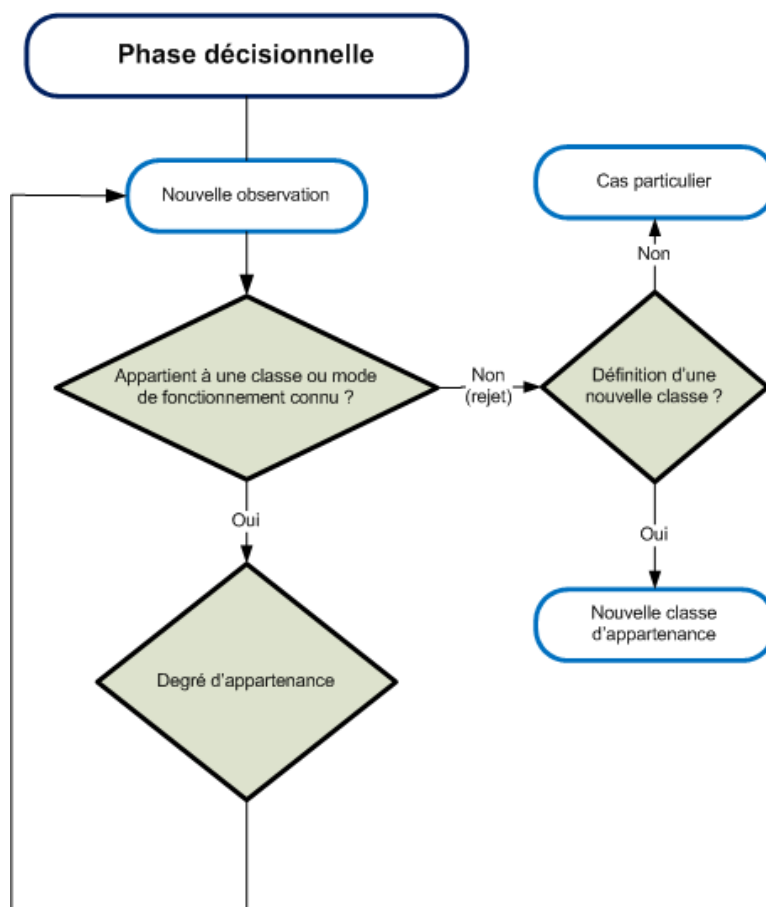 Phase décisionnelle
Nouvelle observation
Cas particulier
Non
Appartient à une classe ou mode
de fonctionnement connu ?
Non
(rejet)
Définition d'une
nouvelle classe ?
Oui
Oui
Nouvelle classe
d'appartenance
Degré d'appartenance